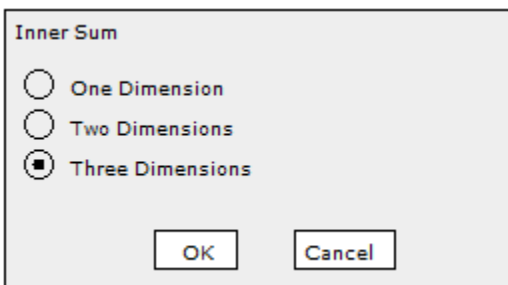 Inner Sum
One Dimension
Two Dimensions
Three Dimensions
OK Cancel